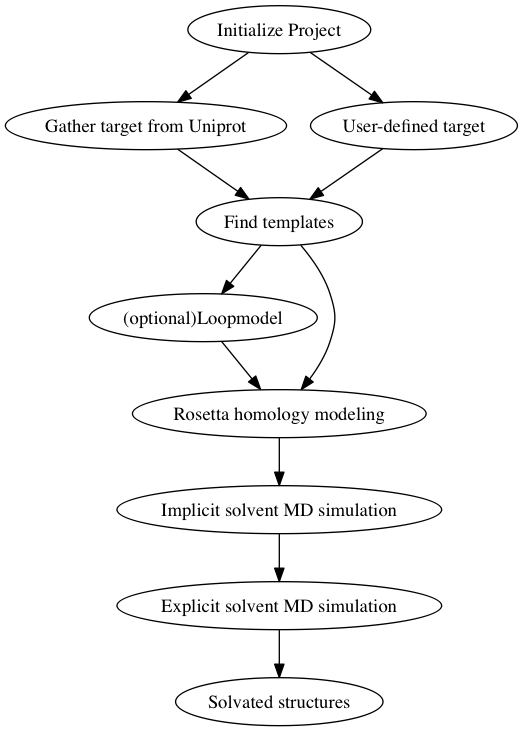 Initialize Project
Gather target from Uniprot
User-defined target
Find templates
(optional)Loopmodel
Rosetta homology modeling
Implicit solvent MD simulation
Explicit solvent MD simulation
Solvated structures